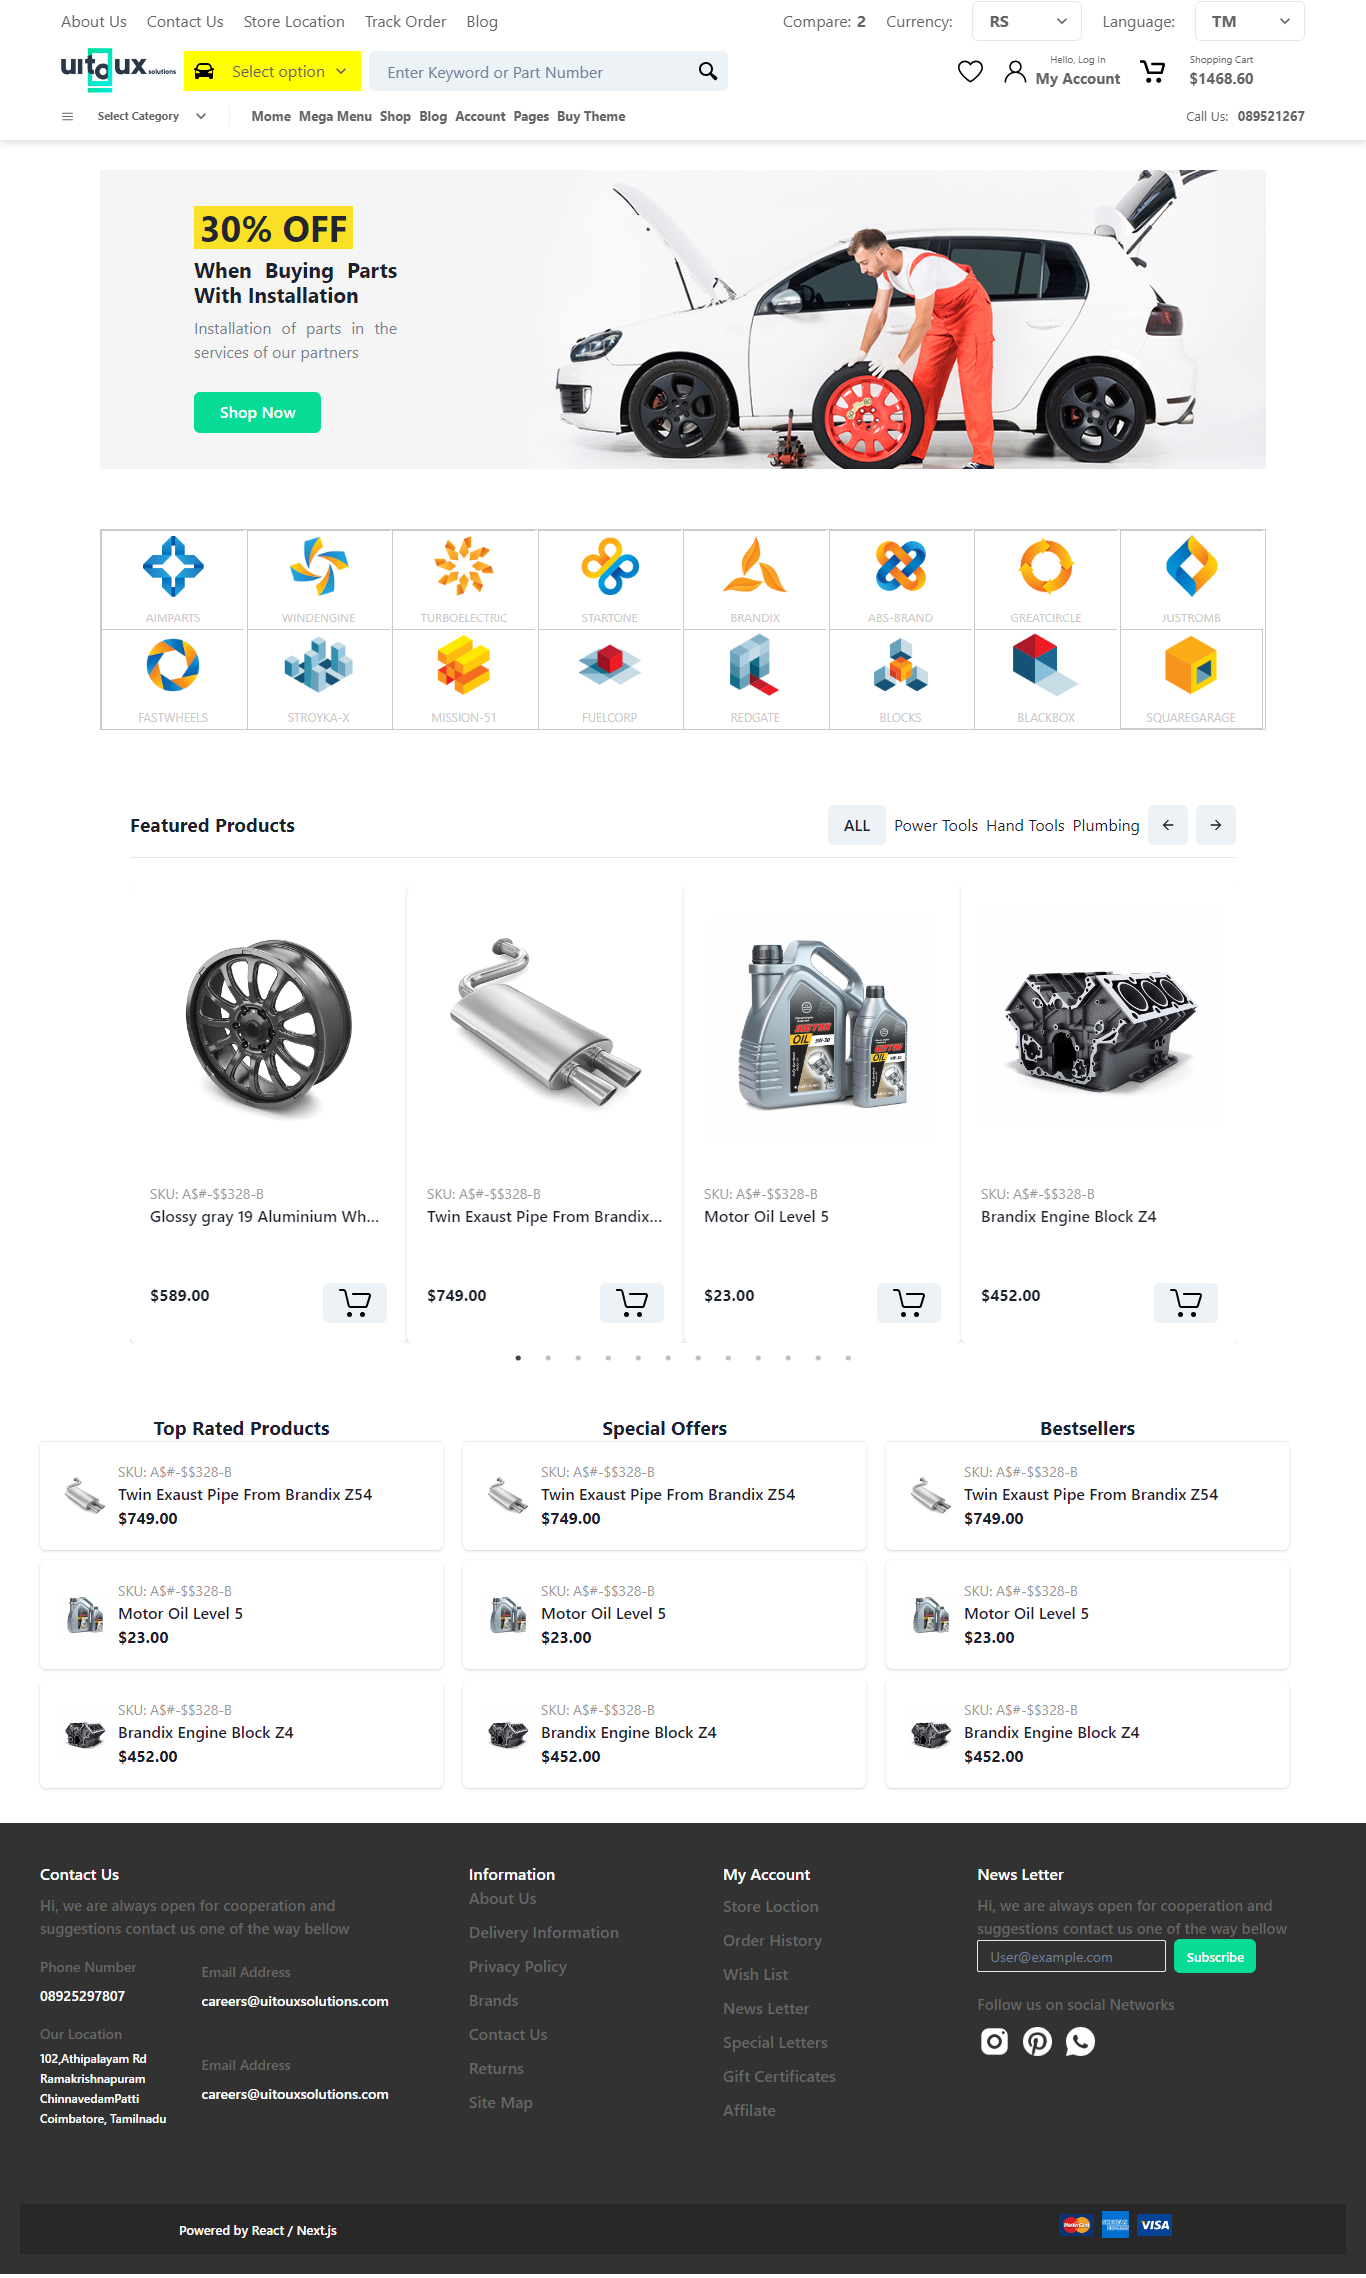 About Us Contact Us Store Location Track Order Blog Compare: 2 Currency: RS Language: TM
uitoux solutions Select option Enter Keyword or Part Number Hello, Log In My Account Shopping Cart $1468.60
Select Category Mome Mega Menu Shop Blog Account Pages Buy Theme Call Us: 089521267
30% OFF
When Buying Parts
With Installation
Installation of parts in the
services of our partners
Shop Now
AIMPARTS WINDENGINE TURBOELECTRIC STARTONE BRANDIX ABS-BRAND GREATCIRCLE JUSTROMB
FASTWHEELS STROYKA-X MISSION-51 FUELCORP REDGATE BLOCKS BLACKBOX SQUAREGARAGE
Featured Products ALL Power Tools Hand Tools Plumbing
MOTOR
OIL 5W-30
SKU: A$#-$$328-B SKU: A$#-$$328-B SKU: A$#-$$328-B SKU: A$#-$$328-B
Glossy gray 19 Aluminium Wh... Twin Exaust Pipe From Brandix... Motor Oil Level 5 Brandix Engine Block Z4
$589.00 $749.00 $23.00 $452.00
Top Rated Products Special Offers Bestsellers
SKU: A$#-$$328-B SKU: A$#-$$328-B SKU: A$#-$$328-B
Twin Exaust Pipe From Brandix Z54 Twin Exaust Pipe From Brandix Z54 Twin Exaust Pipe From Brandix Z54
$749.00 $749.00 $749.00
SKU: A$#-$$328-B SKU: A$#-$$328-B SKU: A$#-$$328-B
Motor Oil Level 5 Motor Oil Level 5 Motor Oil Level 5
$23.00 $23.00 $23.00
SKU: A$#-$$328-B SKU: A$#-$$328-B SKU: A$#-$$328-B
Brandix Engine Block Z4 Brandix Engine Block Z4 Brandix Engine Block Z4
$452.00 $452.00 $452.00
Contact Us
Hi, we are always open for cooperation and
suggestions contact us one of the way bellow
Phone Number
08925297807
Email Address
careers@uitouxsolutions.com
Our Location
102,Athipalayam Rd
Ramakrishnapuram
ChinnavedamPatti
Coimbatore, Tamilnadu
Email Address
careers@uitouxsolutions.com
Information
About Us
Delivery Information
Privacy Policy
Brands
Contact Us
Returns
Site Map
My Account
Store Loction
Order History
Wish List
News Letter
Special Letters
Gift Certificates
Affilate
News Letter
Hi, we are always open for cooperation and
suggestions contact us one of the way bellow
User@example.com Subscribe
Follow us on social Networks
Powered by React / Next.js MasterCard AMERICAN EXPRESS VISA